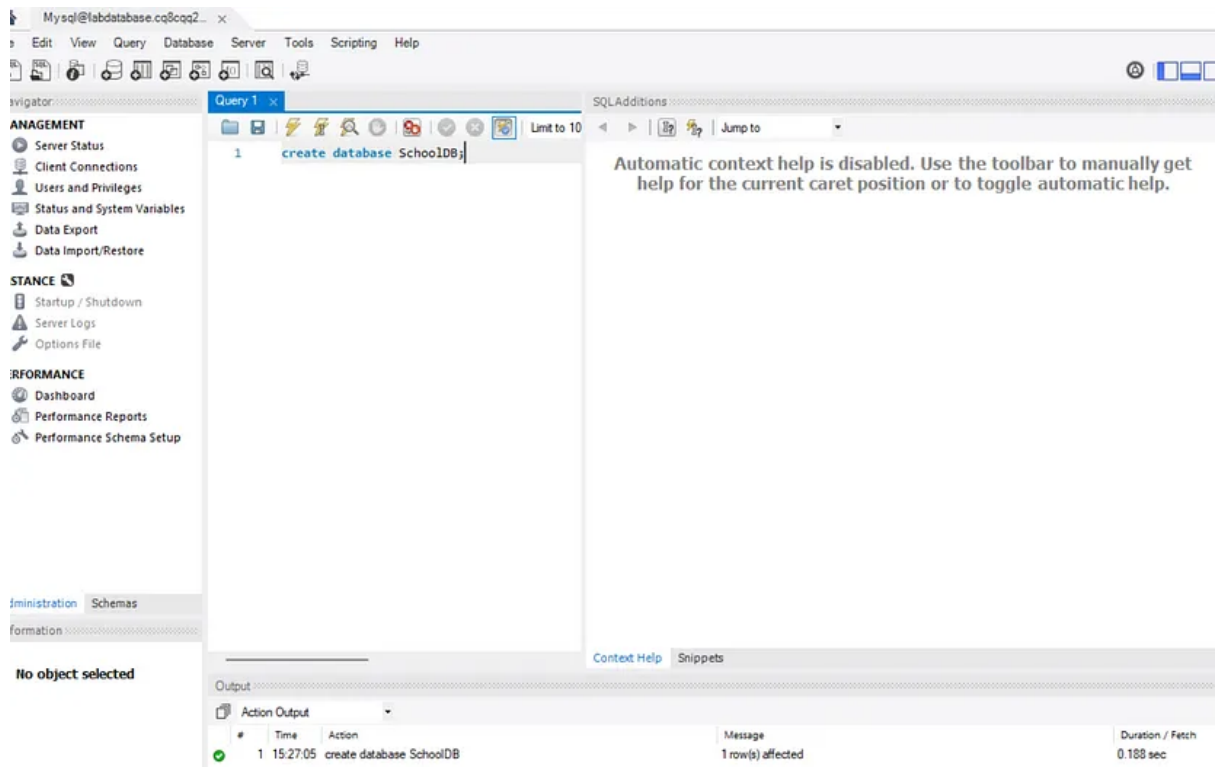 Mysql@labdatabase.cq8cqq2... ×
Edit View Query Database Server Tools Scripting Help
avigator
ANAGEMENT
Server Status
Client Connections
Users and Privileges
Status and System Variables
Data Export
Data Import/Restore
STANCE
Startup / Shutdown
Server Logs
Options File
ERFORMANCE
Dashboard
Performance Reports
Performance Schema Setup
dministration Schemas
formation
No object selected
Query 1 ×
Limit to 10
1 create database SchoolDB;
SQLAdditions
Jump to
Automatic context help is disabled. Use the toolbar to manually get
help for the current caret position or to toggle automatic help.
Context Help Snippets
Output
Action Output
# Time Action Message Duration / Fetch
1 15:27:05 create database SchoolDB 1 row(s) affected 0.188 sec